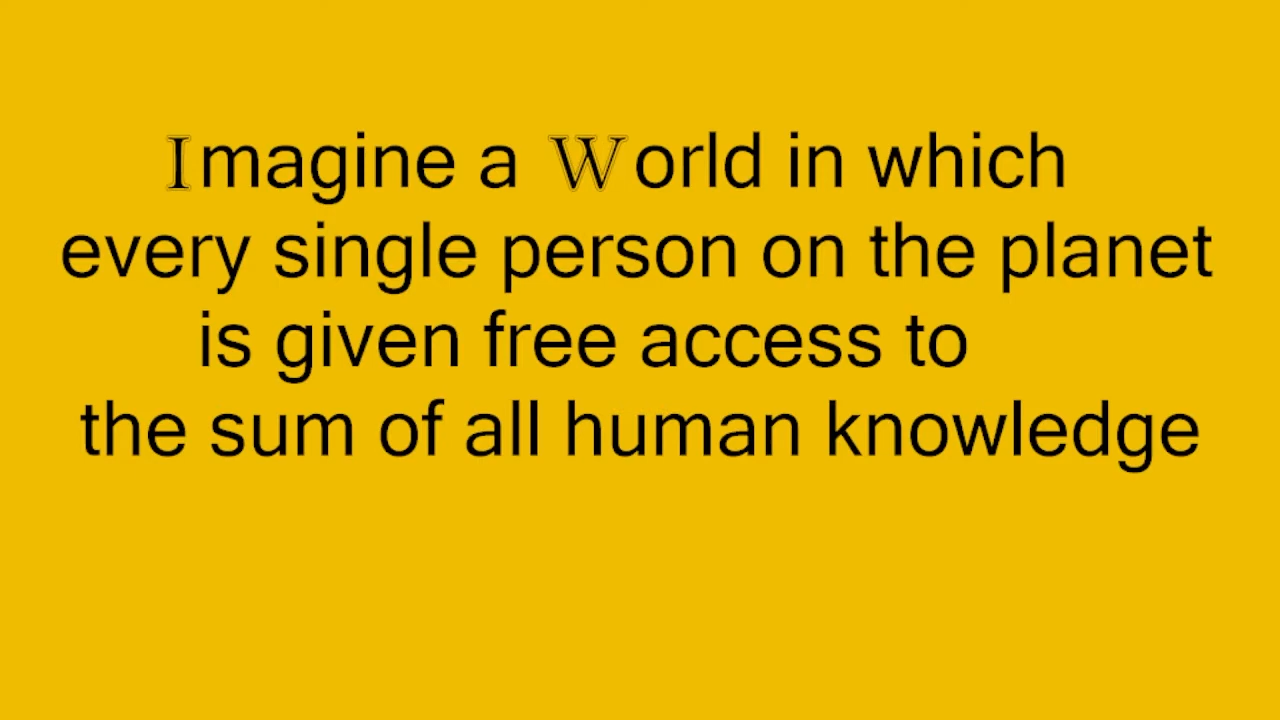 Imagine a World in which
every single person on the planet
is given free access to
the sum of all human knowledge